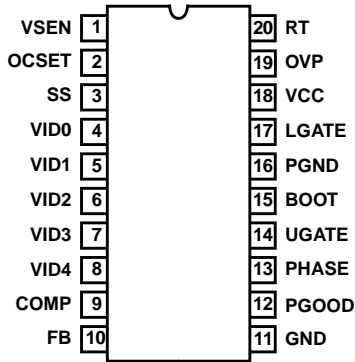 VSEN 1 20 RT
OCSET 2 19 OVP
SS 3 18 VCC
VID0 4 17 LGATE
VID1 5 16 PGND
VID2 6 15 BOOT
VID3 7 14 UGATE
VID4 8 13 PHASE
COMP 9 12 PGOOD
FB 10 11 GND